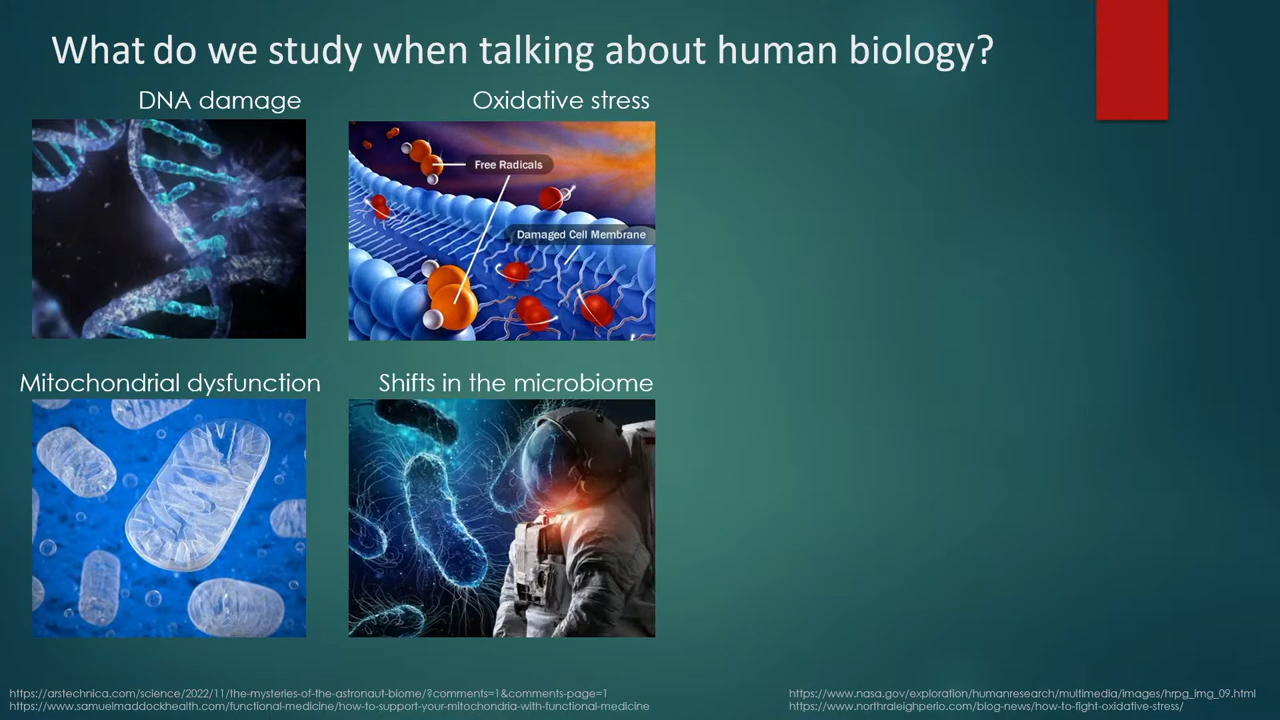 What do we study when talking about human biology?
DNA damage
Oxidative stress
Free Radicals
Damaged Cell Membrane
Mitochondrial dysfunction
Shifts in the microbiome
https://arstechnica.com/science/2022/11/the-mysteries-of-the-astronaut-biome/?comments=1&comments-page=1
https://www.samuelmaddockhealth.com/functional-medicine/how-to-support-your-mitochondria-with-functional-medicine
https://www.nasa.gov/exploration/humanresearch/multimedia/images/hrpg_img_09.html
https://www.northraleighperio.com/blog-news/how-to-fight-oxidative-stress/